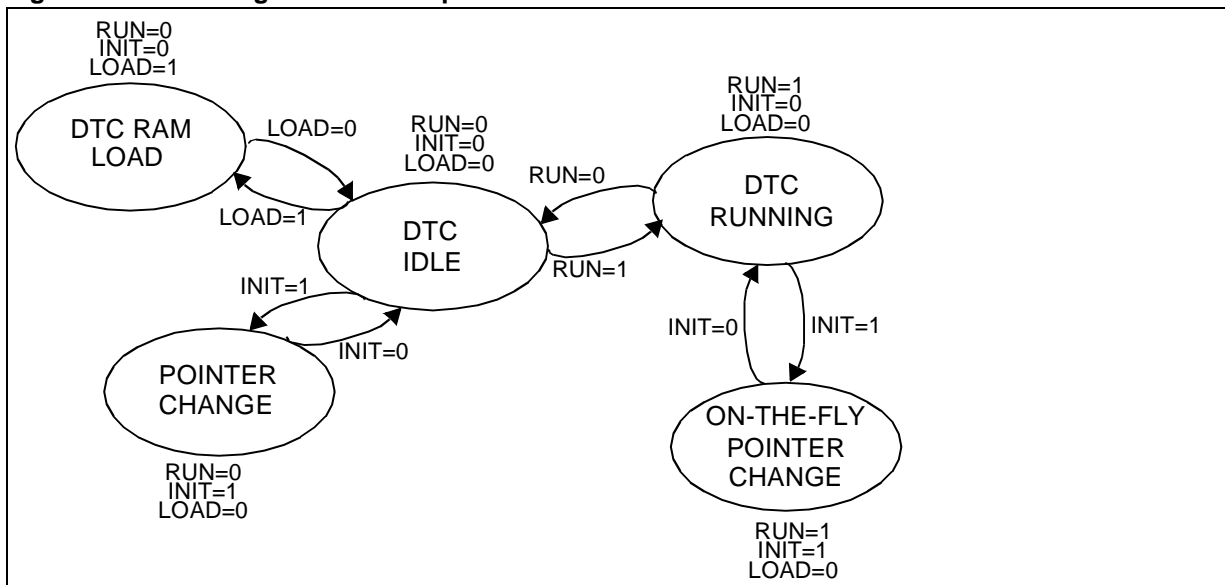 RUN=0
INIT=0
LOAD=1
DTC RAM
LOAD
LOAD=0
LOAD=1
RUN=0
INIT=0
LOAD=0
DTC
IDLE
RUN=0
RUN=1
RUN=1
INIT=0
LOAD=0
DTC
RUNNING
INIT=1
INIT=0
POINTER
CHANGE
RUN=0
INIT=1
LOAD=0
INIT=0
INIT=1
ON-THE-FLY
POINTER
CHANGE
RUN=1
INIT=1
LOAD=0